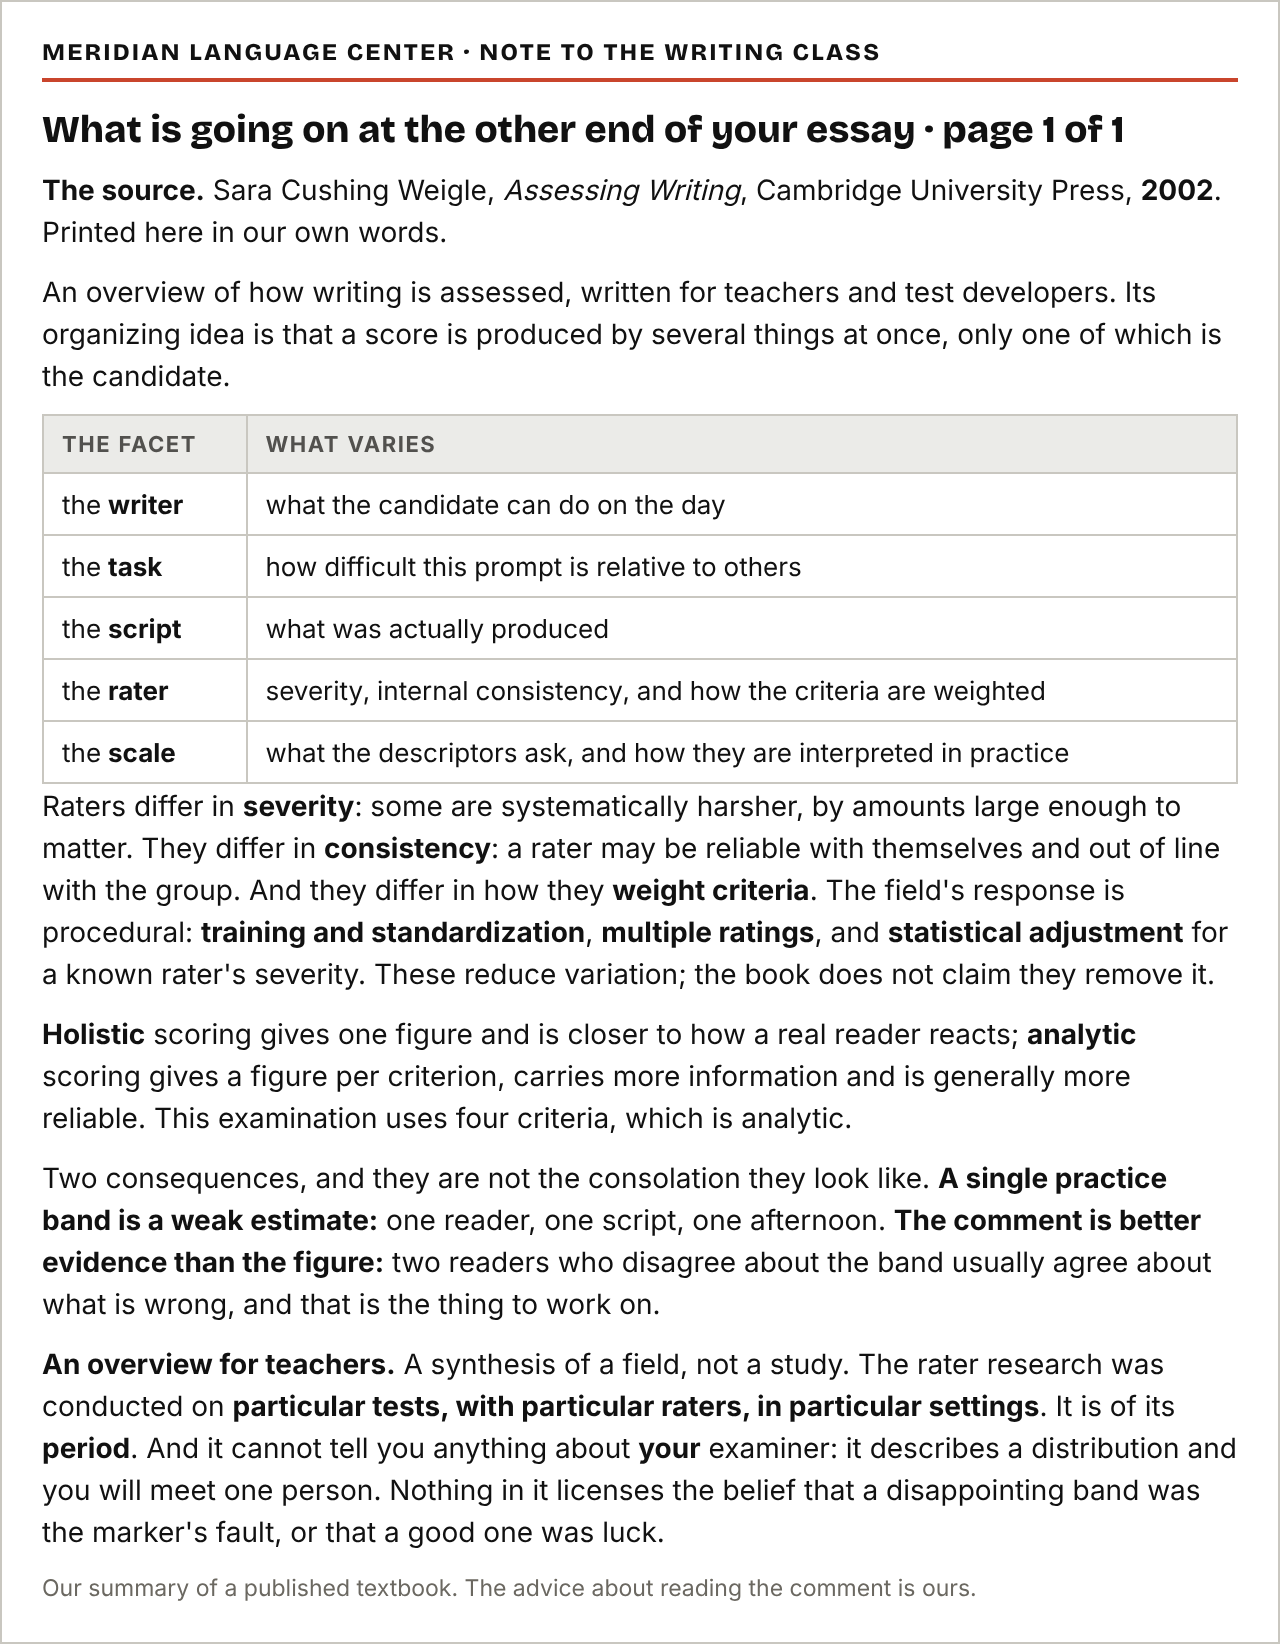 MERIDIAN LANGUAGE CENTER · NOTE TO THE WRITING CLASS
What is going on at the other end of your essay · page 1 of 1
The source. Sara Cushing Weigle, Assessing Writing, Cambridge University Press, 2002.
Printed here in our own words.
An overview of how writing is assessed, written for teachers and test developers. Its
organizing idea is that a score is produced by several things at once, only one of which is
the candidate.
THE FACET WHAT VARIES
the writer what the candidate can do on the day
the task how difficult this prompt is relative to others
the script what was actually produced
the rater severity, internal consistency, and how the criteria are weighted
the scale what the descriptors ask, and how they are interpreted in practice
Raters differ in severity: some are systematically harsher, by amounts large enough to
matter. They differ in consistency: a rater may be reliable with themselves and out of line
with the group. And they differ in how they weight criteria. The field's response is
procedural: training and standardization, multiple ratings, and statistical adjustment for
a known rater's severity. These reduce variation; the book does not claim they remove it.
Holistic scoring gives one figure and is closer to how a real reader reacts; analytic
scoring gives a figure per criterion, carries more information and is generally more
reliable. This examination uses four criteria, which is analytic.
Two consequences, and they are not the consolation they look like. A single practice
band is a weak estimate: one reader, one script, one afternoon. The comment is better
evidence than the figure: two readers who disagree about the band usually agree about
what is wrong, and that is the thing to work on.
An overview for teachers. A synthesis of a field, not a study. The rater research was
conducted on particular tests, with particular raters, in particular settings. It is of its
period. And it cannot tell you anything about your examiner: it describes a distribution and
you will meet one person. Nothing in it licenses the belief that a disappointing band was
the marker's fault, or that a good one was luck.
Our summary of a published textbook. The advice about reading the comment is ours.